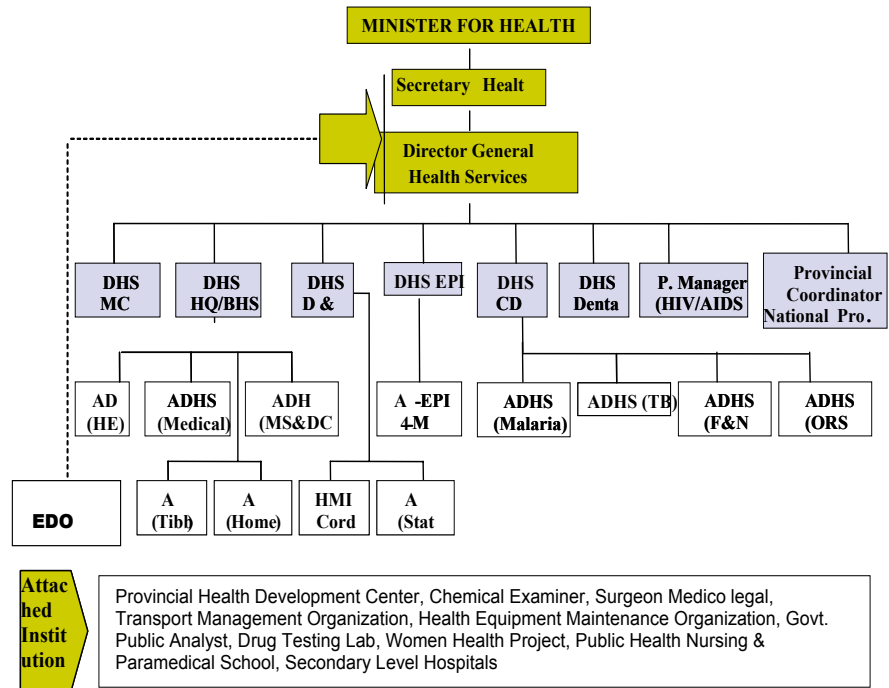 MINISTER FOR HEALTH
Secretary Healt
Director General
Health Services
DHS
MC
DHS
HQ/BHS
DHS
D &
DHS EPI
DHS
CD
DHS
Denta
P. Manager
(HIV/AIDS
Provincial
Coordinator
National Pro.
AD
(HE)
ADHS
(Medical)
ADH
(MS&DC
A -EPI
4-M
ADHS
(Malaria)
ADHS (TB)
ADHS
(F&N
ADHS
(ORS
EDO
A
(Tibb)
A
(Home)
HMI
Cord
A
(Stat
Attac
hed
Instit
ution
Provincial Health Development Center, Chemical Examiner, Surgeon Medico legal,
Transport Management Organization, Health Equipment Maintenance Organization, Govt.
Public Analyst, Drug Testing Lab, Women Health Project, Public Health Nursing &
Paramedical School, Secondary Level Hospitals